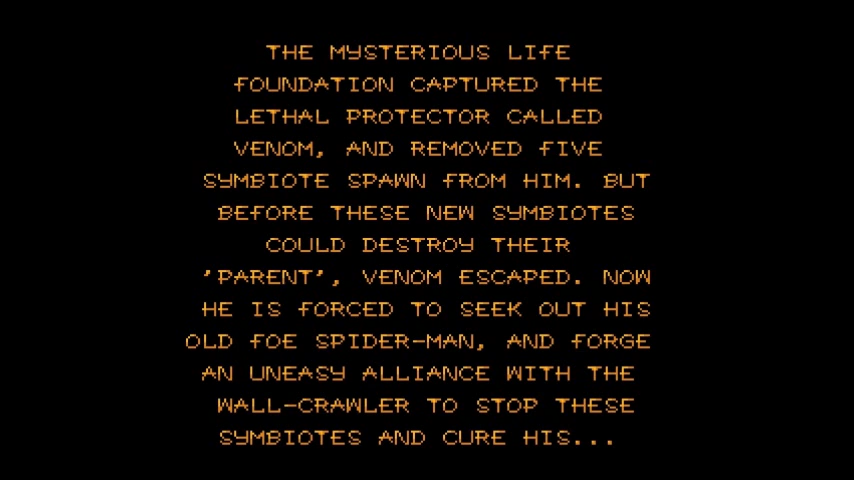 THE MYSTERIOUS LIFE
FOUNDATION CAPTURED THE
LETHAL PROTECTOR CALLED
VENOM, AND REMOVED FIVE
SYMBIOTE SPAWN FROM HIM. BUT
BEFORE THESE NEW SYMBIOTES
COULD DESTROY THEIR
'PARENT', VENOM ESCAPED. NOW
HE IS FORCED TO SEEK OUT HIS
OLD FOE SPIDER-MAN, AND FORGE
AN UNEASY ALLIANCE WITH THE
WALL-CRAWLER TO STOP THESE
SYMBIOTES AND CURE HIS...